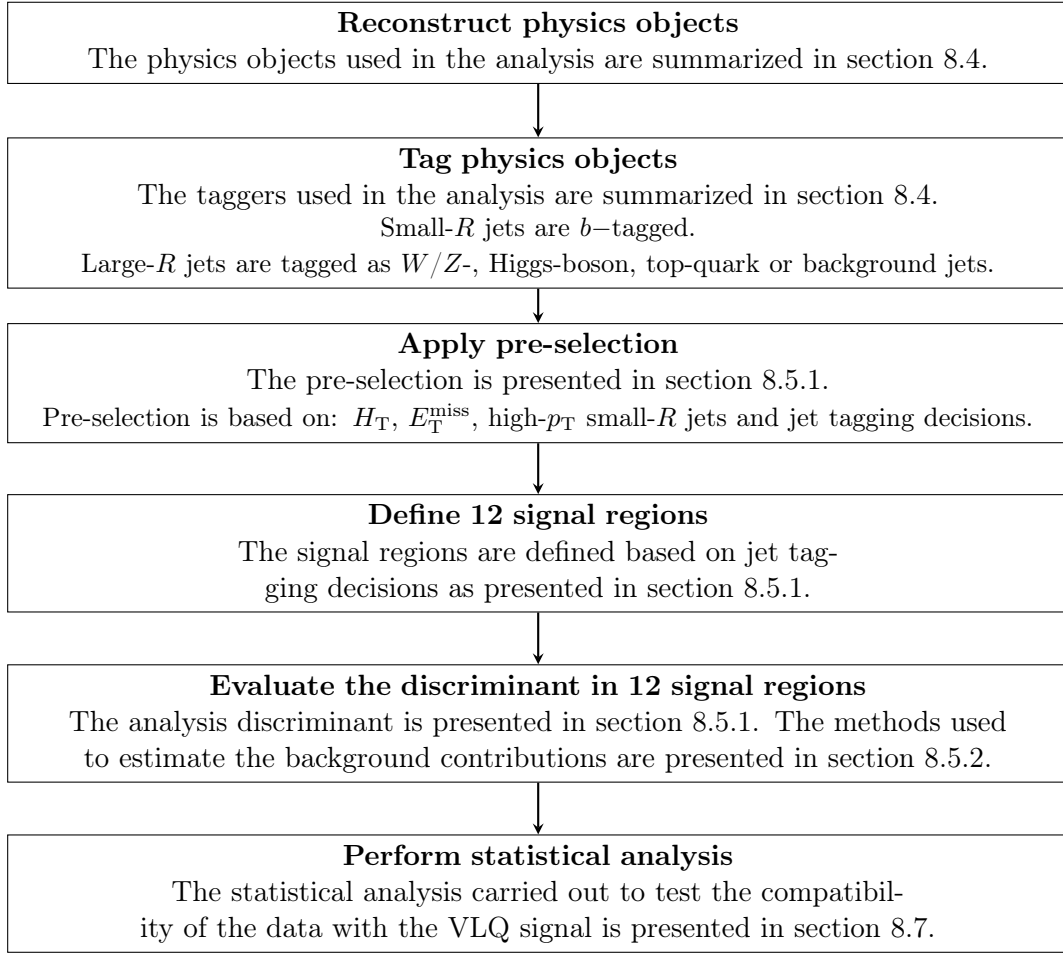 Reconstruct physics objects
The physics objects used in the analysis are summarized in section 8.4.
Tag physics objects
The taggers used in the analysis are summarized in section 8.4.
Small-R jets are b−tagged.
Large-R jets are tagged as W/Z-, Higgs-boson, top-quark or background jets.
Apply pre-selection
The pre-selection is presented in section 8.5.1.
Pre-selection is based on: H_T, E_T^miss, high-p_T small-R jets and jet tagging decisions.
Define 12 signal regions
The signal regions are defined based on jet tag-
ging decisions as presented in section 8.5.1.
Evaluate the discriminant in 12 signal regions
The analysis discriminant is presented in section 8.5.1. The methods used
to estimate the background contributions are presented in section 8.5.2.
Perform statistical analysis
The statistical analysis carried out to test the compatibil-
ity of the data with the VLQ signal is presented in section 8.7.